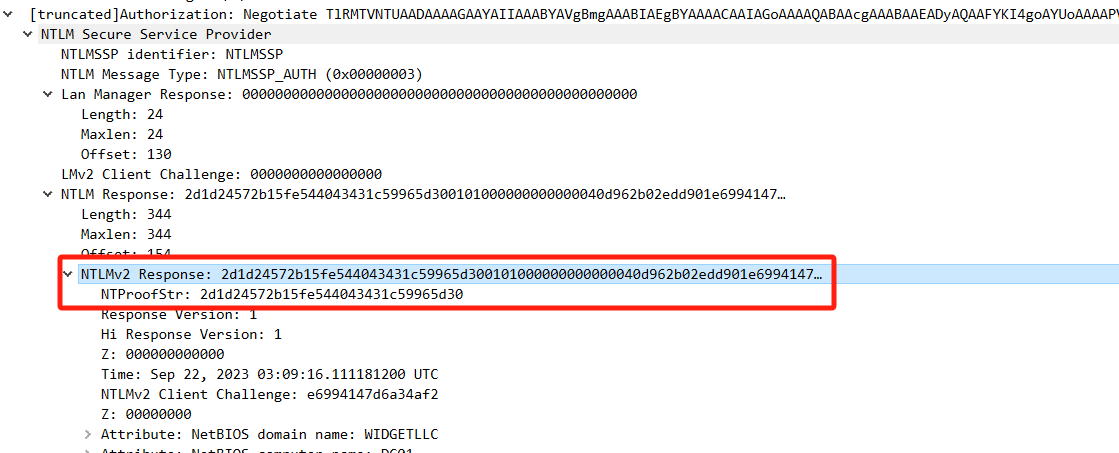 [truncated]Authorization: Negotiate TlRMTVNTUAADAAAAGAAYAIIAAABYAVgBmgAAABIAEgBYAAAACAAIAGoAAAAQABAAcgAAABAAEADyAQAAFYKI4goAYUoAAAAPV
NTLM Secure Service Provider
NTLMSSP identifier: NTLMSSP
NTLM Message Type: NTLMSSP_AUTH (0x00000003)
Lan Manager Response: 000000000000000000000000000000000000000000000000
Length: 24
Maxlen: 24
Offset: 130
LMv2 Client Challenge: 0000000000000000
NTLM Response: 2d1d24572b15fe544043431c59965d300101000000000000040d962b02edd901e6994147…
Length: 344
Maxlen: 344
Offset: 154
NTLMv2 Response: 2d1d24572b15fe544043431c59965d300101000000000000040d962b02edd901e6994147…
NTProofStr: 2d1d24572b15fe544043431c59965d30
Response Version: 1
Hi Response Version: 1
Z: 000000000000
Time: Sep 22, 2023 03:09:16.111181200 UTC
NTLMv2 Client Challenge: e6994147d6a34af2
Z: 00000000
Attribute: NetBIOS domain name: WIDGETLLC
Attribute: NetBIOS computer name: DC01